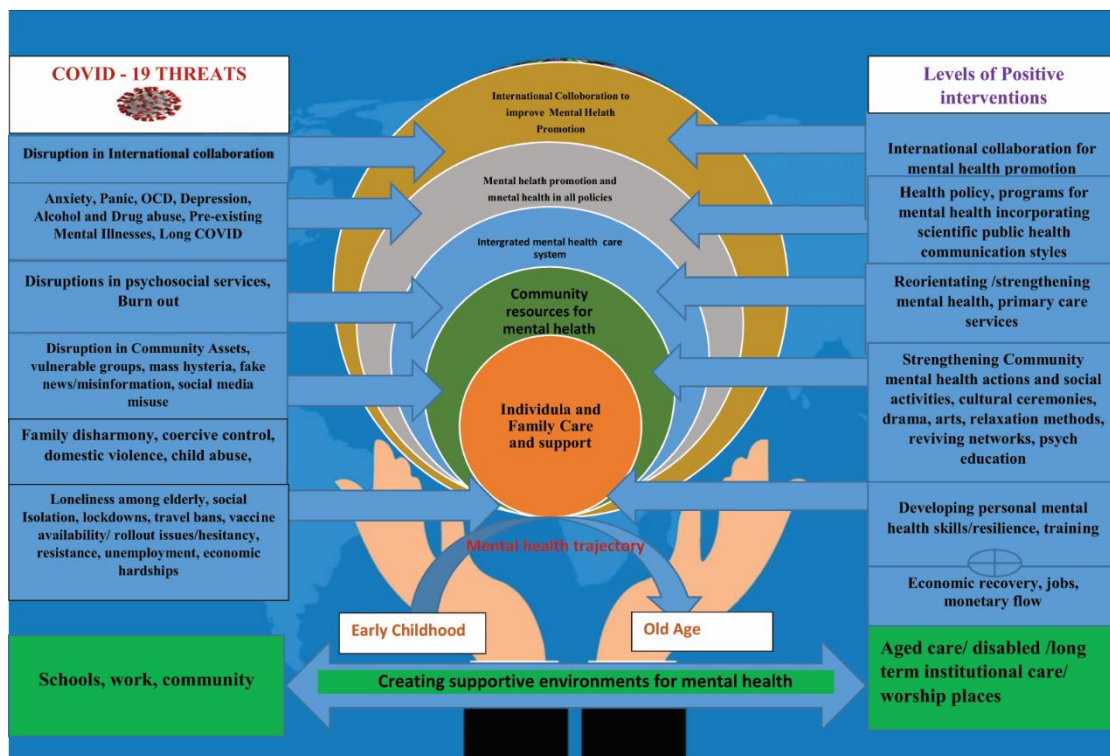 COVID - 19 THREATS
Disruption in International collaboration
Anxiety, Panic, OCD, Depression,
Alcohol and Drug abuse, Pre-existing
Mental Illnesses, Long COVID
Disruptions in psychosocial services,
Burn out
Disruption in Community Assets,
vulnerable groups, mass hysteria, fake
news/misinformation, social media
misuse
Family disharmony, coercive control,
domestic violence, child abuse,
Loneliness among elderly, social
Isolation, lockdowns, travel bans, vaccine
availability/ rollout issues/hesitancy,
resistance, unemployment, economic
hardships
Schools, work, community
International Colloboration to
improve Mental Helath
Promotion
Mental helath promotion and
mnetal health in all policies
Intergrated mental health care
system
Community
resources for
mental helath
Individula and
Family Care
and support
Mental health trajectory
Early Childhood
Old Age
Creating supportive environments for mental health
Levels of Positive
interventions
International collaboration for
mental health promotion
Health policy, programs for
mental health incorporating
scientific public health
communication styles
Reorientating /strengthening
mental health, primary care
services
Strengthening Community
mental health actions and social
activities, cultural ceremonies,
drama, arts, relaxation methods,
reviving networks, psych
education
Developing personal mental
health skills/resilience, training
Economic recovery, jobs,
monetary flow
Aged care/ disabled /long
term institutional care/
worship places